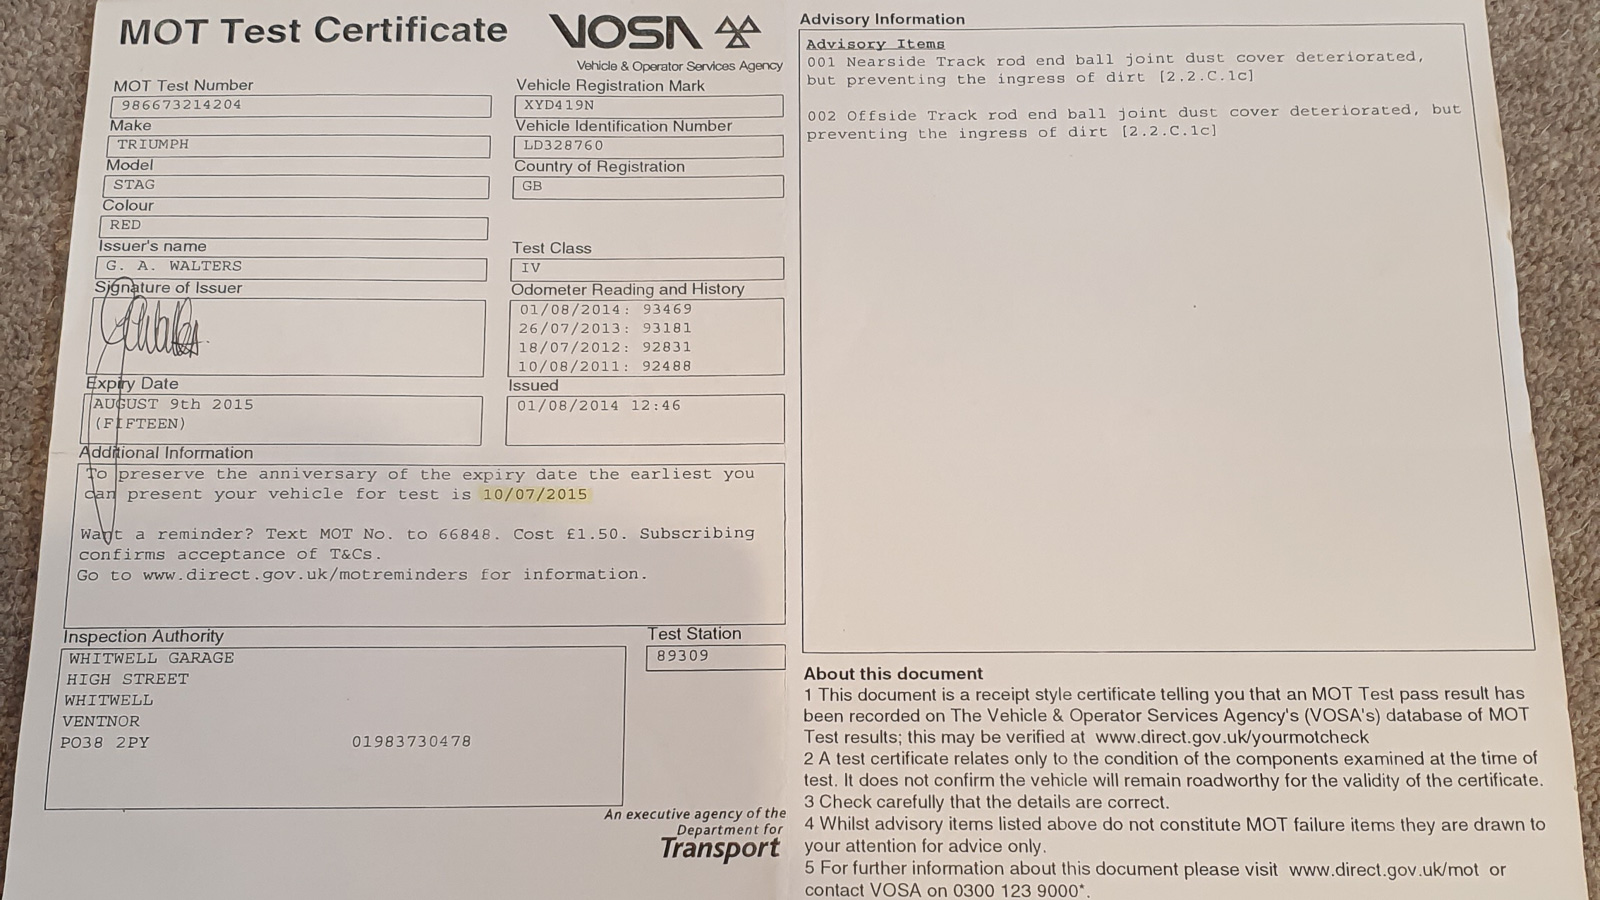 MOT Test Certificate
VOSA
Vehicle & Operator Services Agency
MOT Test Number
986673214204
Vehicle Registration Mark
XYD419N
Make
TRIUMPH
Vehicle Identification Number
LD328760
Model
STAG
Country of Registration
GB
Colour
RED
Issuer's name
G. A. WALTERS
Test Class
IV
Signature of Issuer
Odometer Reading and History
01/08/2014: 93469
26/07/2013: 93181
18/07/2012: 92831
10/08/2011: 92488
Expiry Date
AUGUST 9th 2015
(FIFTEEN)
Issued
01/08/2014 12:46
Additional Information
To preserve the anniversary of the expiry date the earliest you
can present your vehicle for test is 10/07/2015
Want a reminder? Text MOT No. to 66848. Cost £1.50. Subscribing
confirms acceptance of T&Cs.
Go to www.direct.gov.uk/motreminders for information.
Inspection Authority
WHITWELL GARAGE
HIGH STREET
WHITWELL
VENTNOR
PO38 2PY 01983730478
Test Station
89309
An executive agency of the
Department for
Transport
Advisory Information
Advisory Items
001 Nearside Track rod end ball joint dust cover deteriorated,
but preventing the ingress of dirt [2.2.C.1c]
002 Offside Track rod end ball joint dust cover deteriorated, but
preventing the ingress of dirt [2.2.C.1c]
About this document
1 This document is a receipt style certificate telling you that an MOT Test pass result has
been recorded on The Vehicle & Operator Services Agency's (VOSA's) database of MOT
Test results; this may be verified at www.direct.gov.uk/yourmotcheck
2 A test certificate relates only to the condition of the components examined at the time of
test. It does not confirm the vehicle will remain roadworthy for the validity of the certificate.
3 Check carefully that the details are correct.
4 Whilst advisory items listed above do not constitute MOT failure items they are drawn to
your attention for advice only.
5 For further information about this document please visit www.direct.gov.uk/mot or
contact VOSA on 0300 123 9000*.